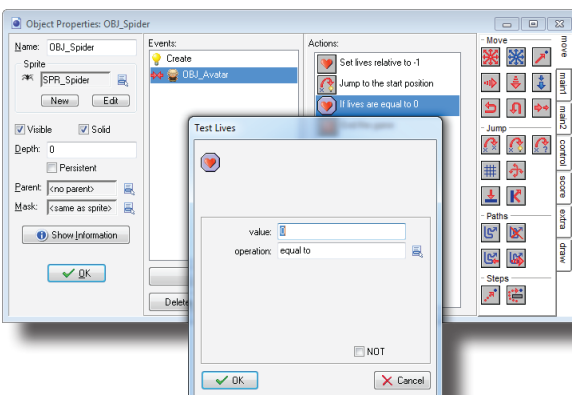 Object Properties: OBJ_Spider
Name: OBJ_Spider
Sprite
SPR_Spider
New Edit
Visible Solid
Depth: 0
Persistent
Parent: <no parent>
Mask: <same as sprite>
Show Information
OK
Events:
Create
OBJ_Avatar
Delete
Actions:
Set lives relative to -1
Jump to the start position
If lives are equal to 0
Test Lives
value: 0
operation: equal to
NOT
OK Cancel
Move
Jump
Paths
Steps
move
main1
main2
control
score
extra
draw